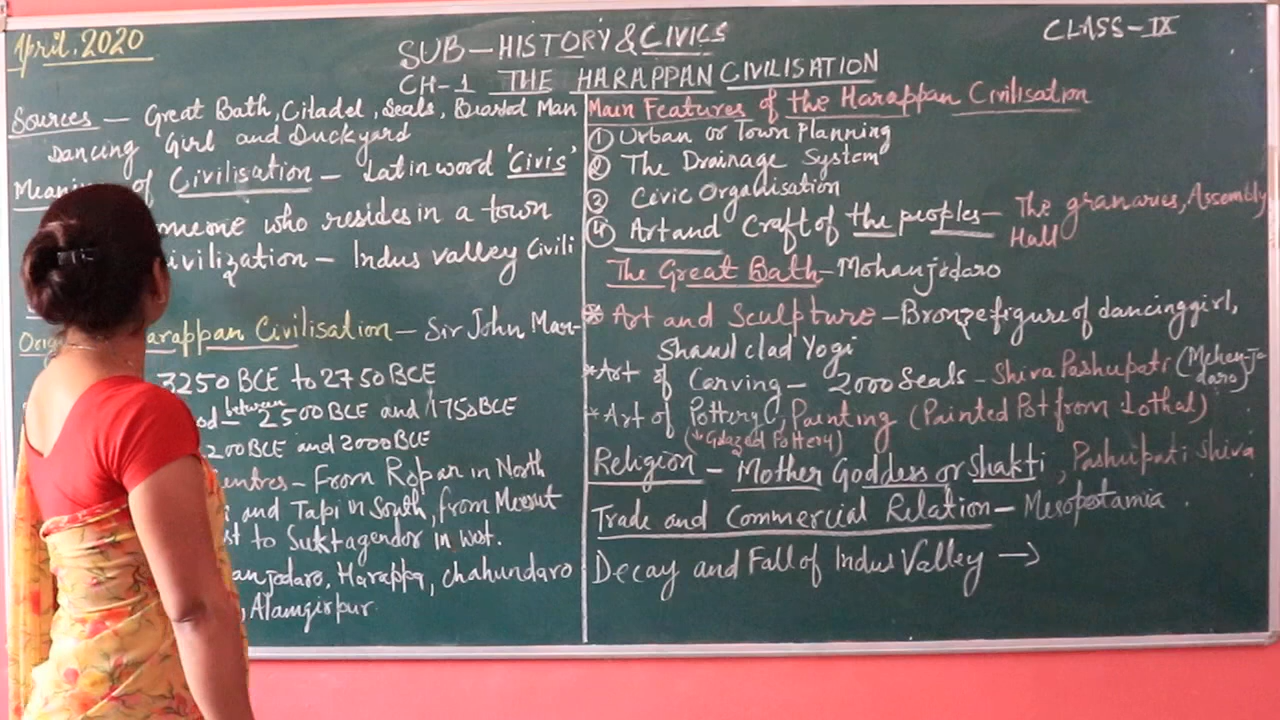 April, 2020
SUB - HISTORY & CIVICS
CLASS - IX
CH-1 THE HARAPPAN CIVILISATION
Sources - Great Bath, Citadel, Seals, Bearded Man
Dancing Girl and Duckyard
of Civilisation - Latin word 'Civis'
who resides in a town
- Indus valley Civili
Civilisation - Sir John Mar-
3250 BCE to 2750 BCE
between 2500 BCE and 1750 BCE
200 BCE and 2000 BCE
- From Ropar in North
and Tapi in South, from Meerut
to Suktagendor in west.
Harappa, Chahundaro
, Alamgirpur.
Main Features of the Harappan Civilisation
① Urban or Town Planning
② The Drainage System
③ Civic Organisation
④ Art and Craft of the peoples - The granaries, Assembly
Hall
The Great Bath - Mohanjodaro
* Art and Sculpture - Bronze figure of dancing girl,
Shawl clad Yogi
* Art of Carving - 2000 Seals - Shiva Pashupati (Mohenja
daro)
* Art of Pottery, Painting (Painted Pot from Lothal)
(Glazed Pottery)
Religion - Mother Goddess or Shakti, Pashupati Shiva
Trade and Commercial Relation - Mesopotamia.
Decay and Fall of Indus Valley →